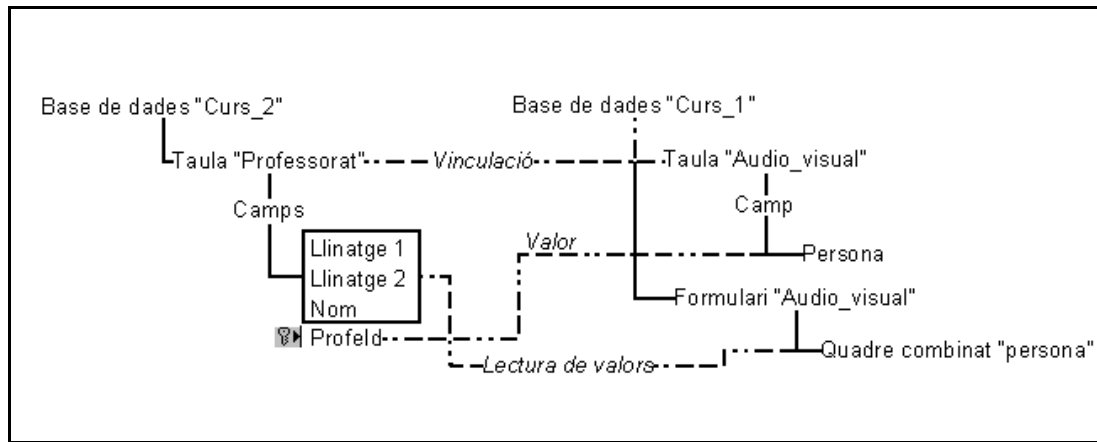 Base de dades "Curs_2"
Base de dades "Curs_1"
Taula "Professorat"
Vinculació
Taula "Audio_visual"
Camps
Camp
Llinatge 1
Llinatge 2
Nom
Valor
Persona
Formulari "Audio_visual"
ProfeId
Quadre combinat "persona"
Lectura de valors